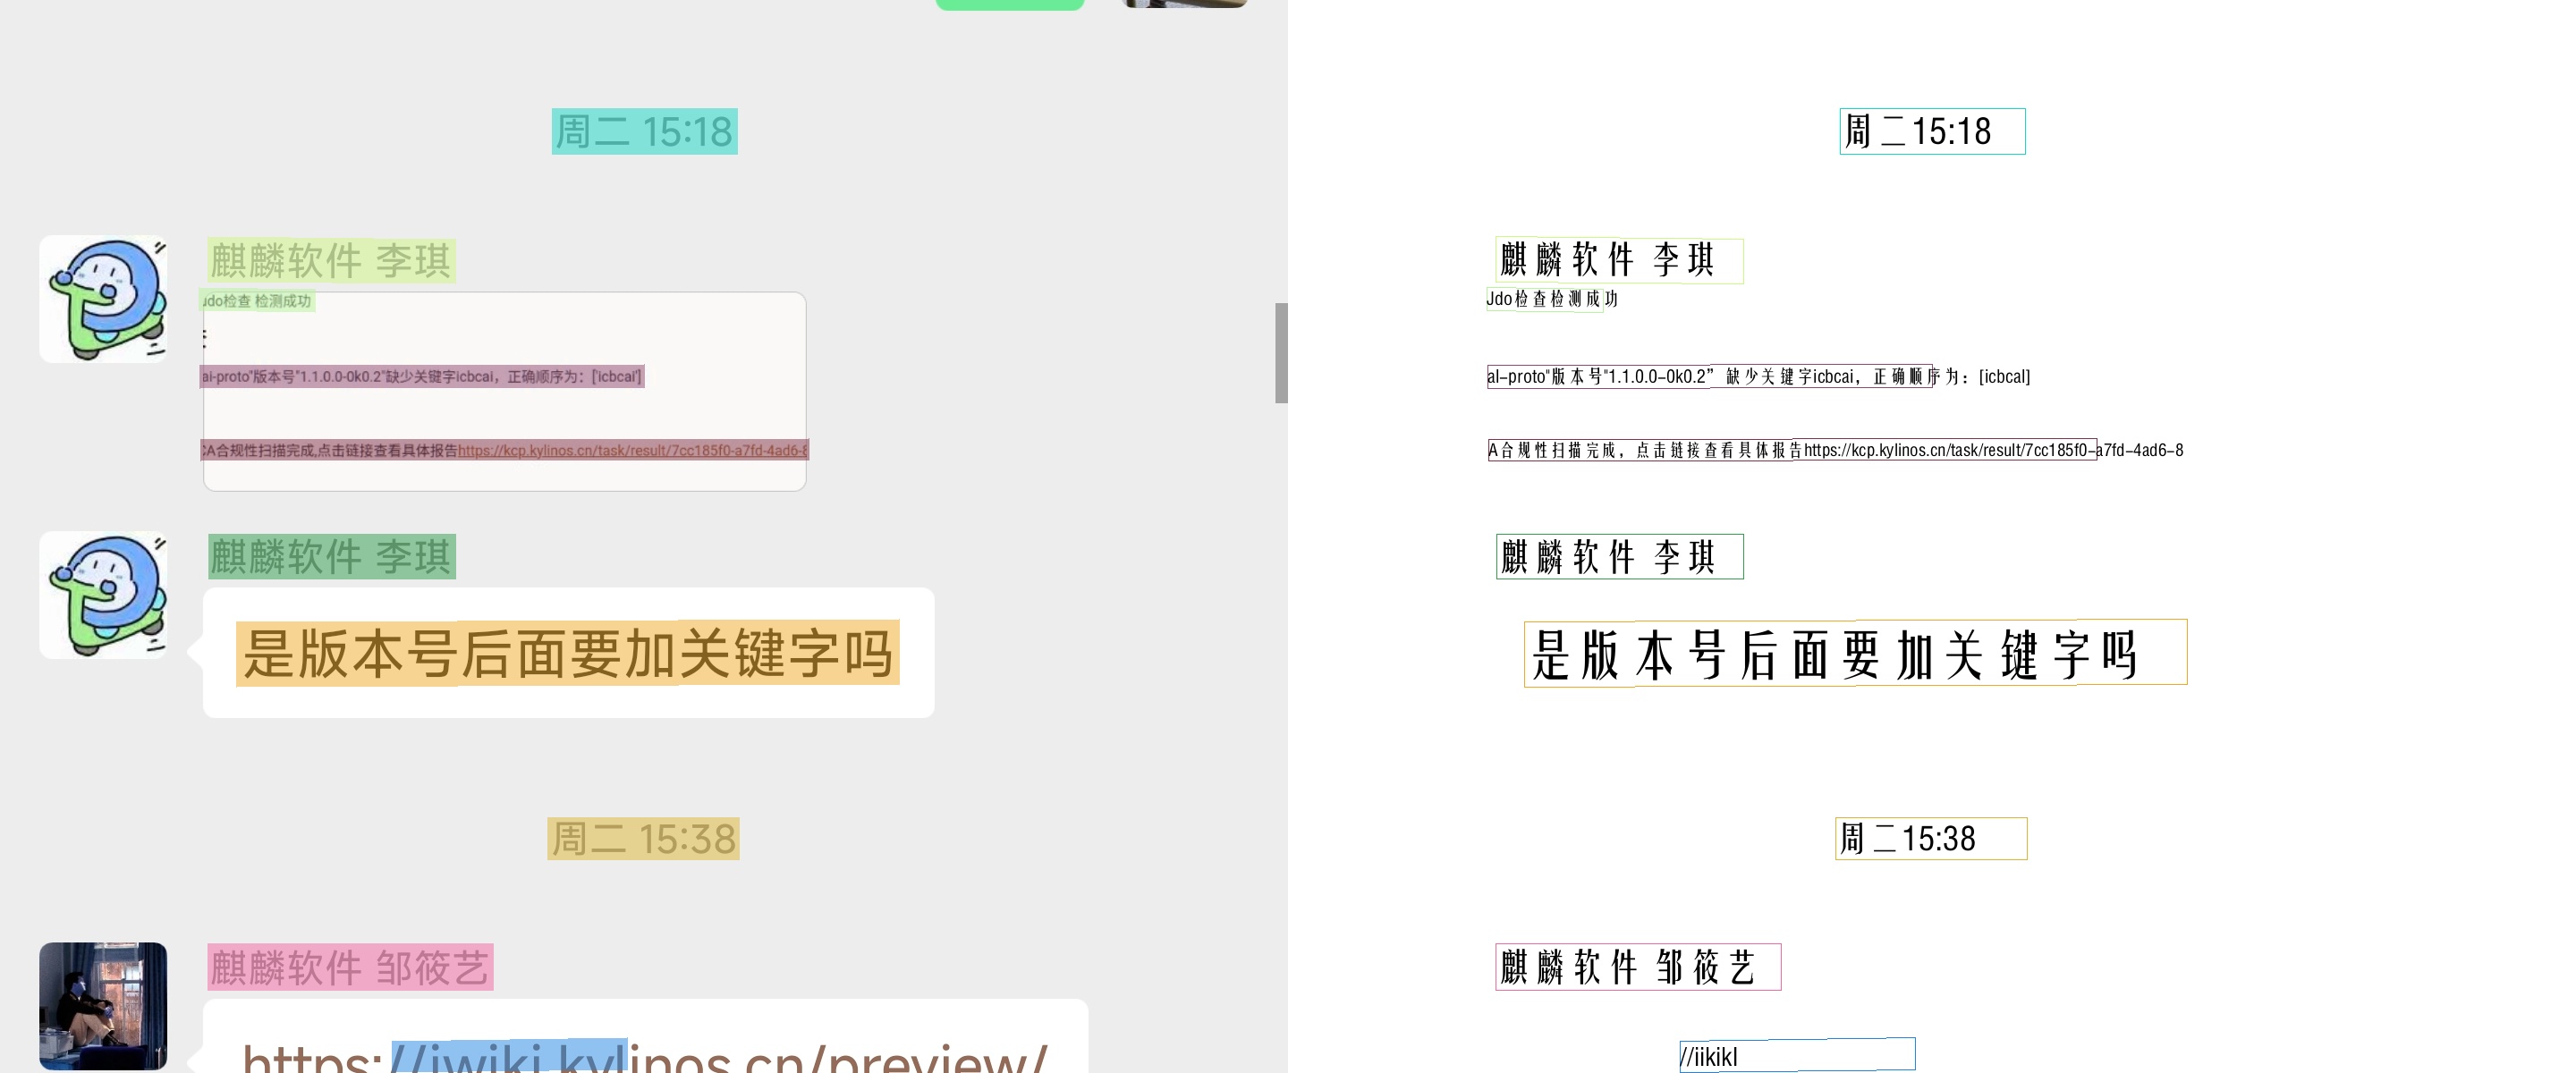 周二 15:18
周二15:18
麒麟软件 李琪
麒麟软件 李琪
Jdo检查 检测成功
Jdo检查检测成功
ai-proto"版本号"1.1.0.0-0k0.2"缺少关键字icbcai，正确顺序为：['icbcai']
al-proto"版本号"1.1.0.0-0k0.2” 缺少关键字icbcai，正确顺序为：[icbcal]
CA合规性扫描完成,点击链接查看具体报告https://kcp.kylinos.cn/task/result/7cc185f0-a7fd-4ad6-8
A合规性扫描完成，点击链接查看具体报告https://kcp.kylinos.cn/task/result/7cc185f0-a7fd-4ad6-8
麒麟软件 李琪
麒麟软件 李琪
是版本号后面要加关键字吗
是版本号后面要加关键字吗
周二 15:38
周二15:38
麒麟软件 邹筱艺
麒麟软件 邹筱艺
https://iwiki.kylinos.cn/preview/
//iikikl